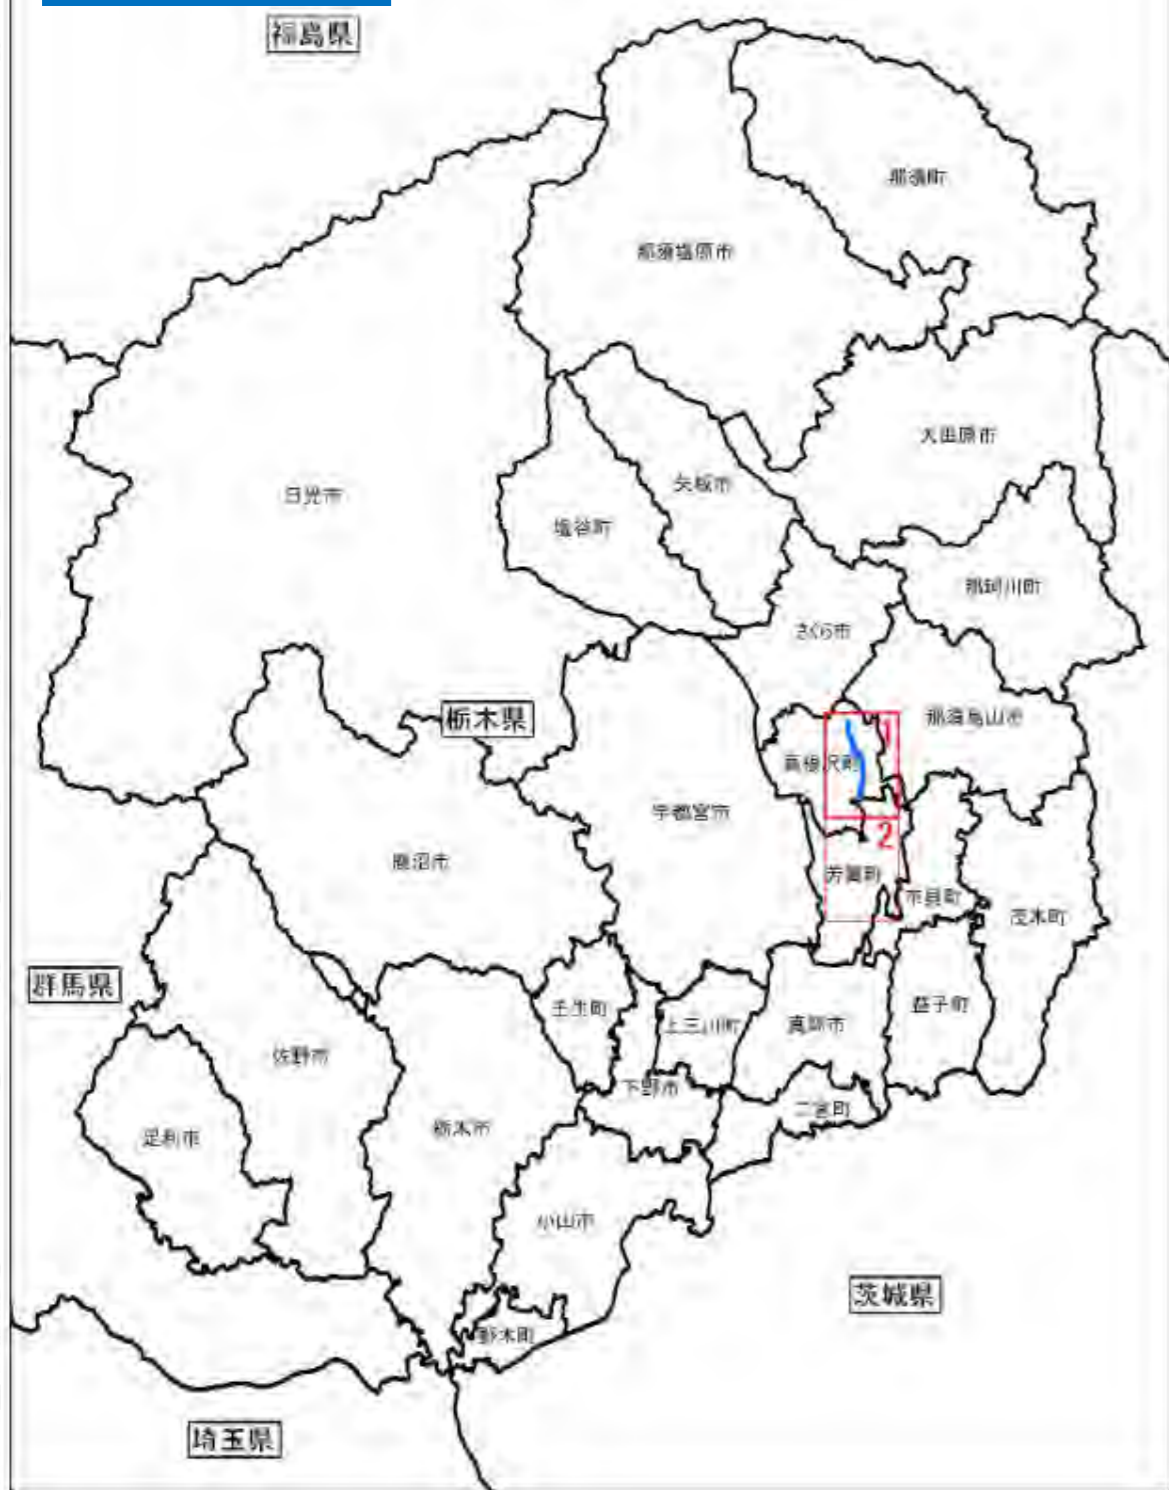 福島県
那須町
那須塩原市
大田原市
矢板市
日光市
塩谷町
那珂川町
さくら市
栃木県
那須烏山市
1
高根沢町
宇都宮市
2
鹿沼市
芳賀町
市貝町
茂木町
群馬県
壬生町
上三川町
真岡市
益子町
佐野市
下野市
二宮町
足利市
栃木市
小山市
茨城県
野木町
埼玉県